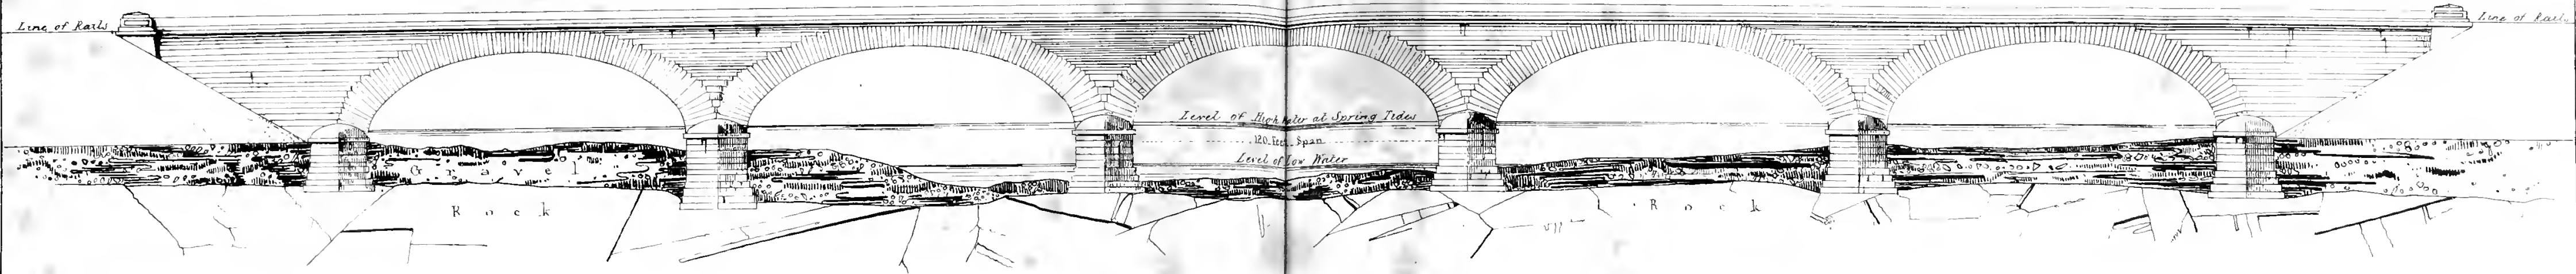 Line of Rails
Line of Rails
Level of High Water at Spring Tides
120 Feet Span
Level of Low Water
Gravel
Rock
Rock